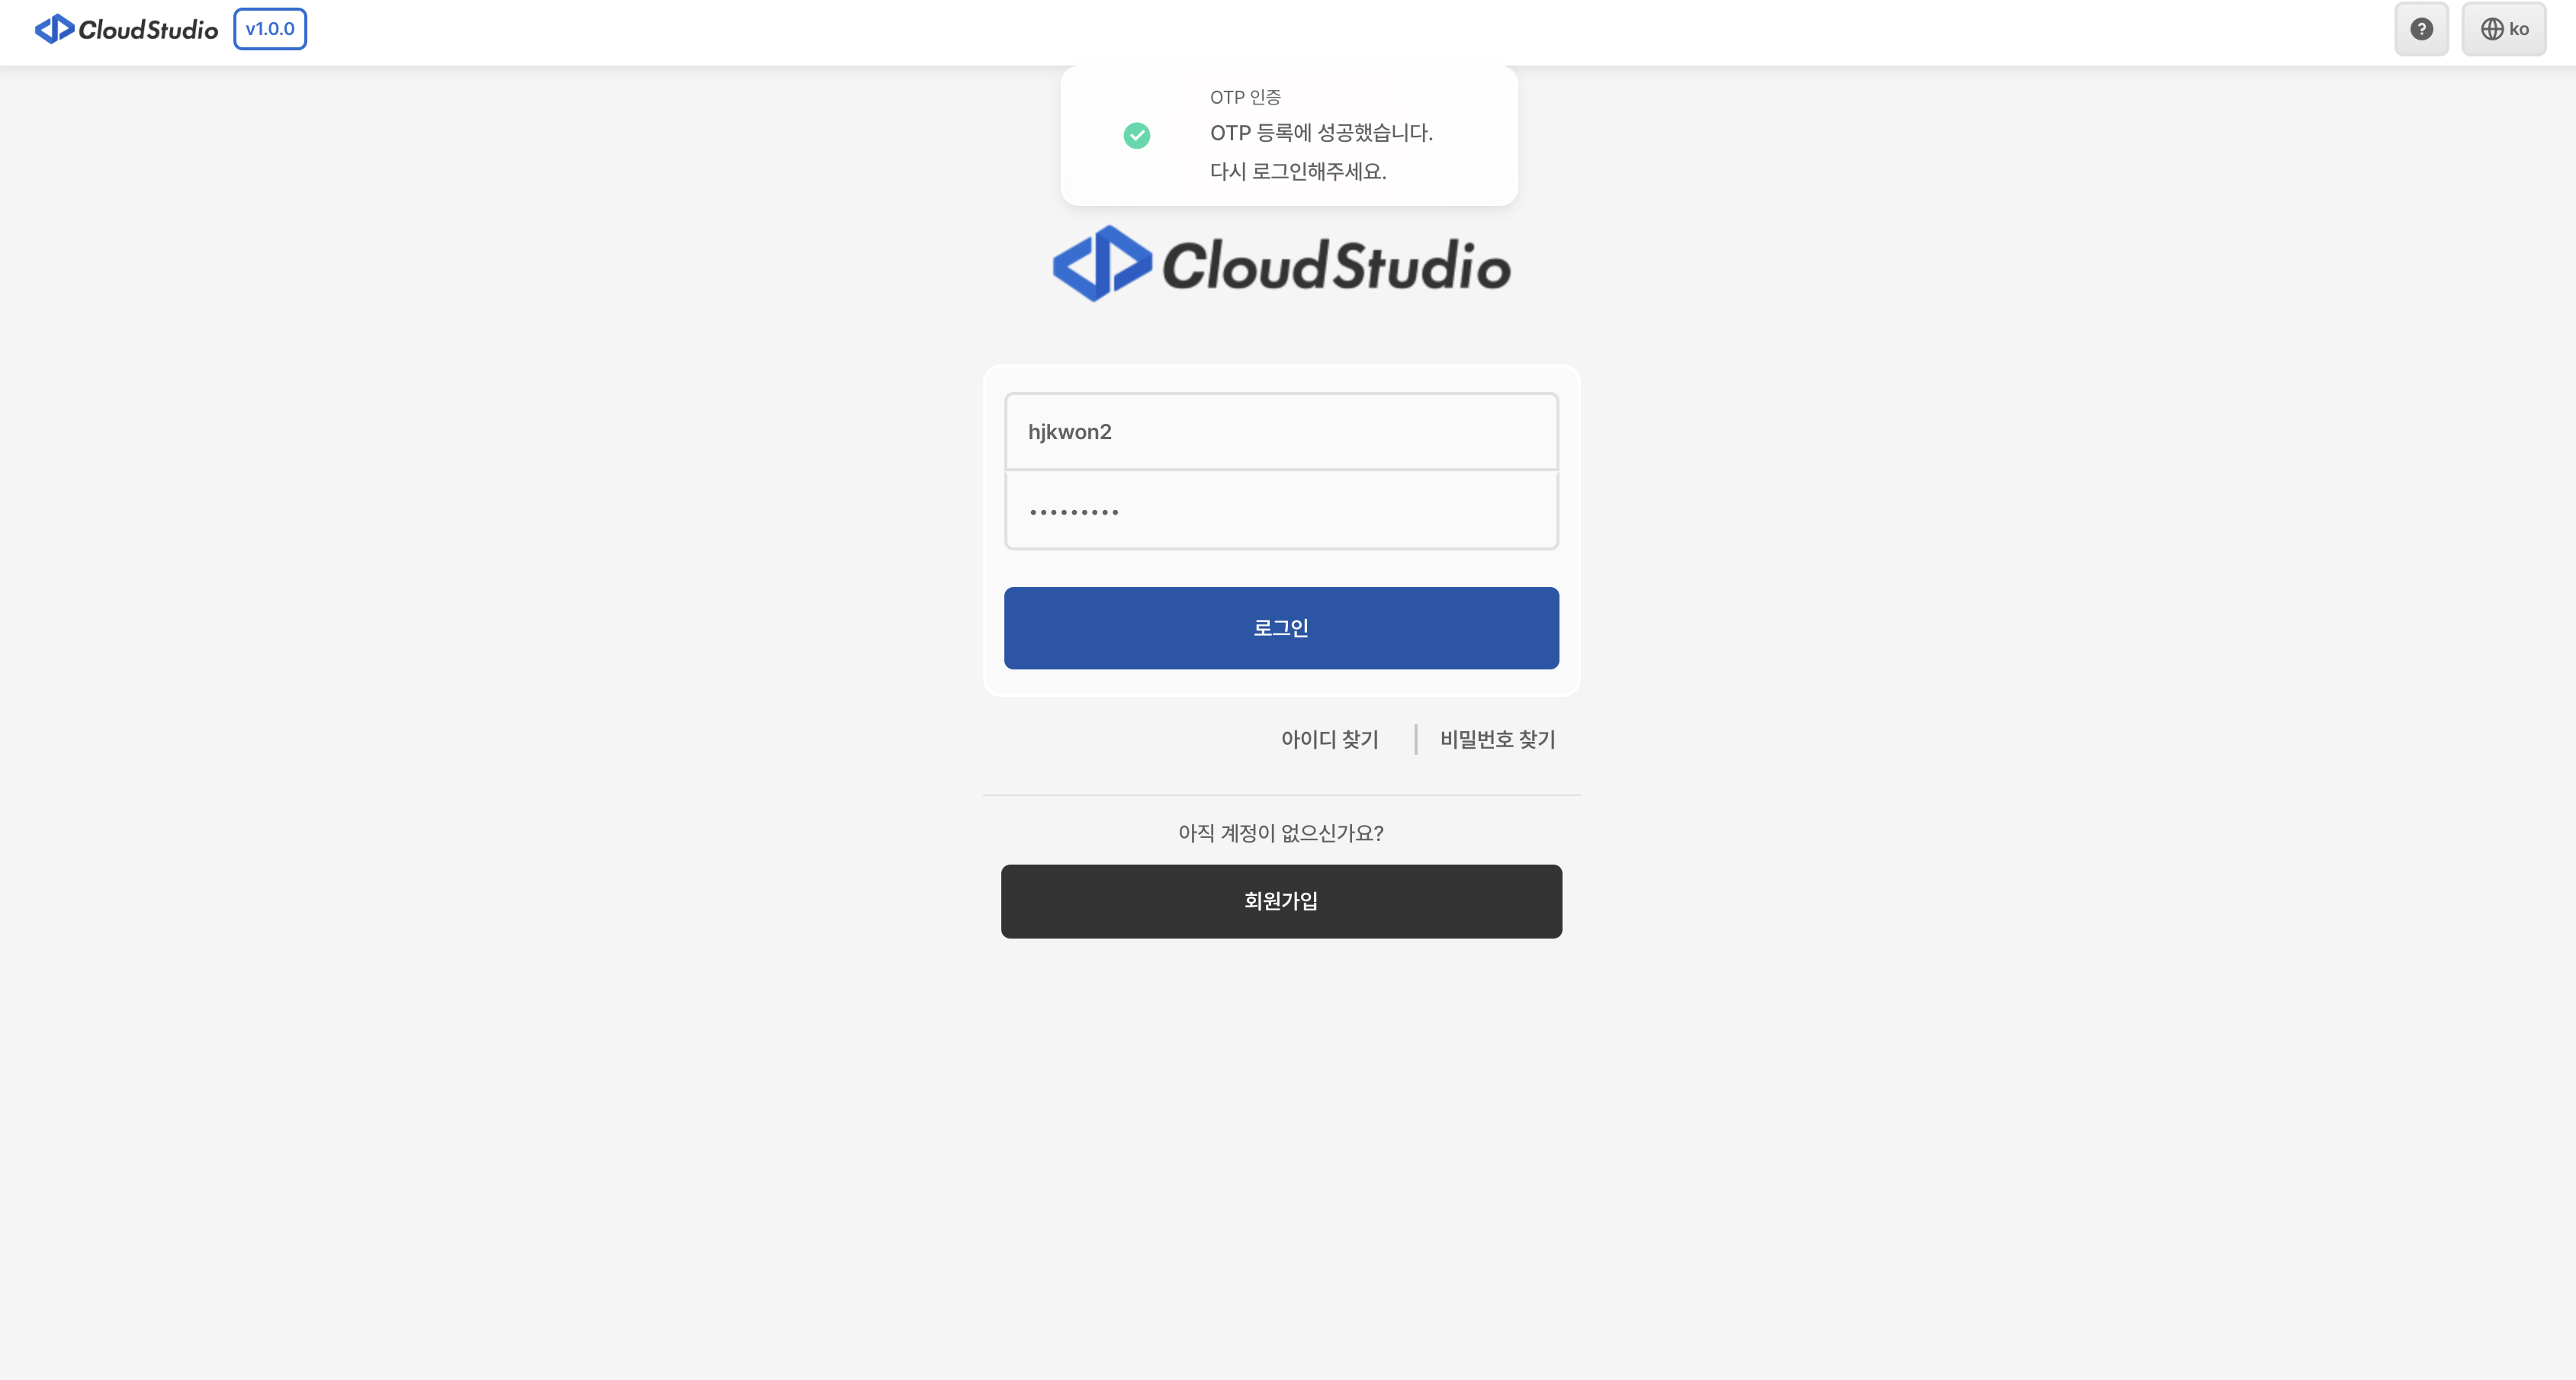 CloudStudio v1.0.0
ko
OTP 인증
OTP 등록에 성공했습니다.
다시 로그인해주세요.
CloudStudio
hjkwon2
•••••••••
로그인
아이디 찾기
비밀번호 찾기
아직 계정이 없으신가요?
회원가입